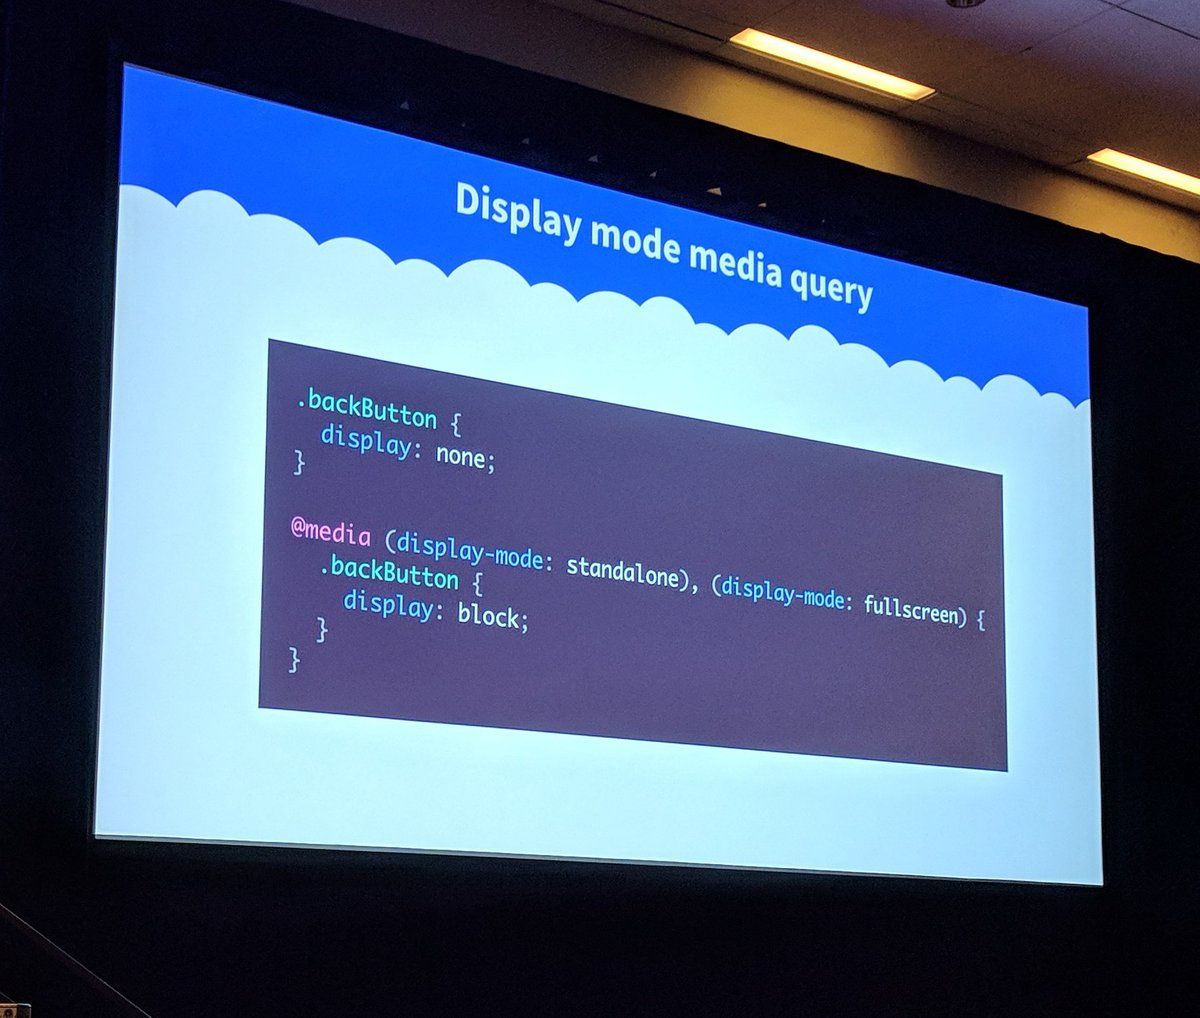 Display mode media query
.backButton {
  display: none;
}
@media (display-mode: standalone), (display-mode: fullscreen) {
  .backButton {
    display: block;
  }
}